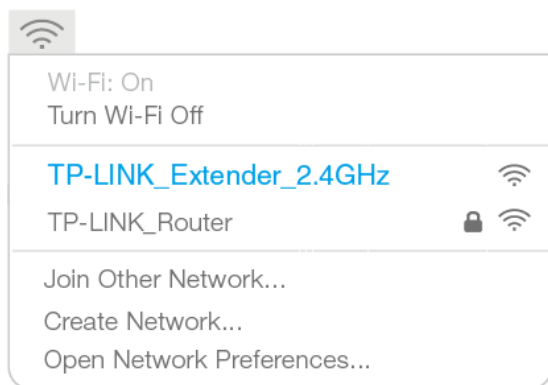 Wi-Fi: On
Turn Wi-Fi Off
TP-LINK_Extender_2.4GHz
TP-LINK_Router
Join Other Network...
Create Network...
Open Network Preferences...